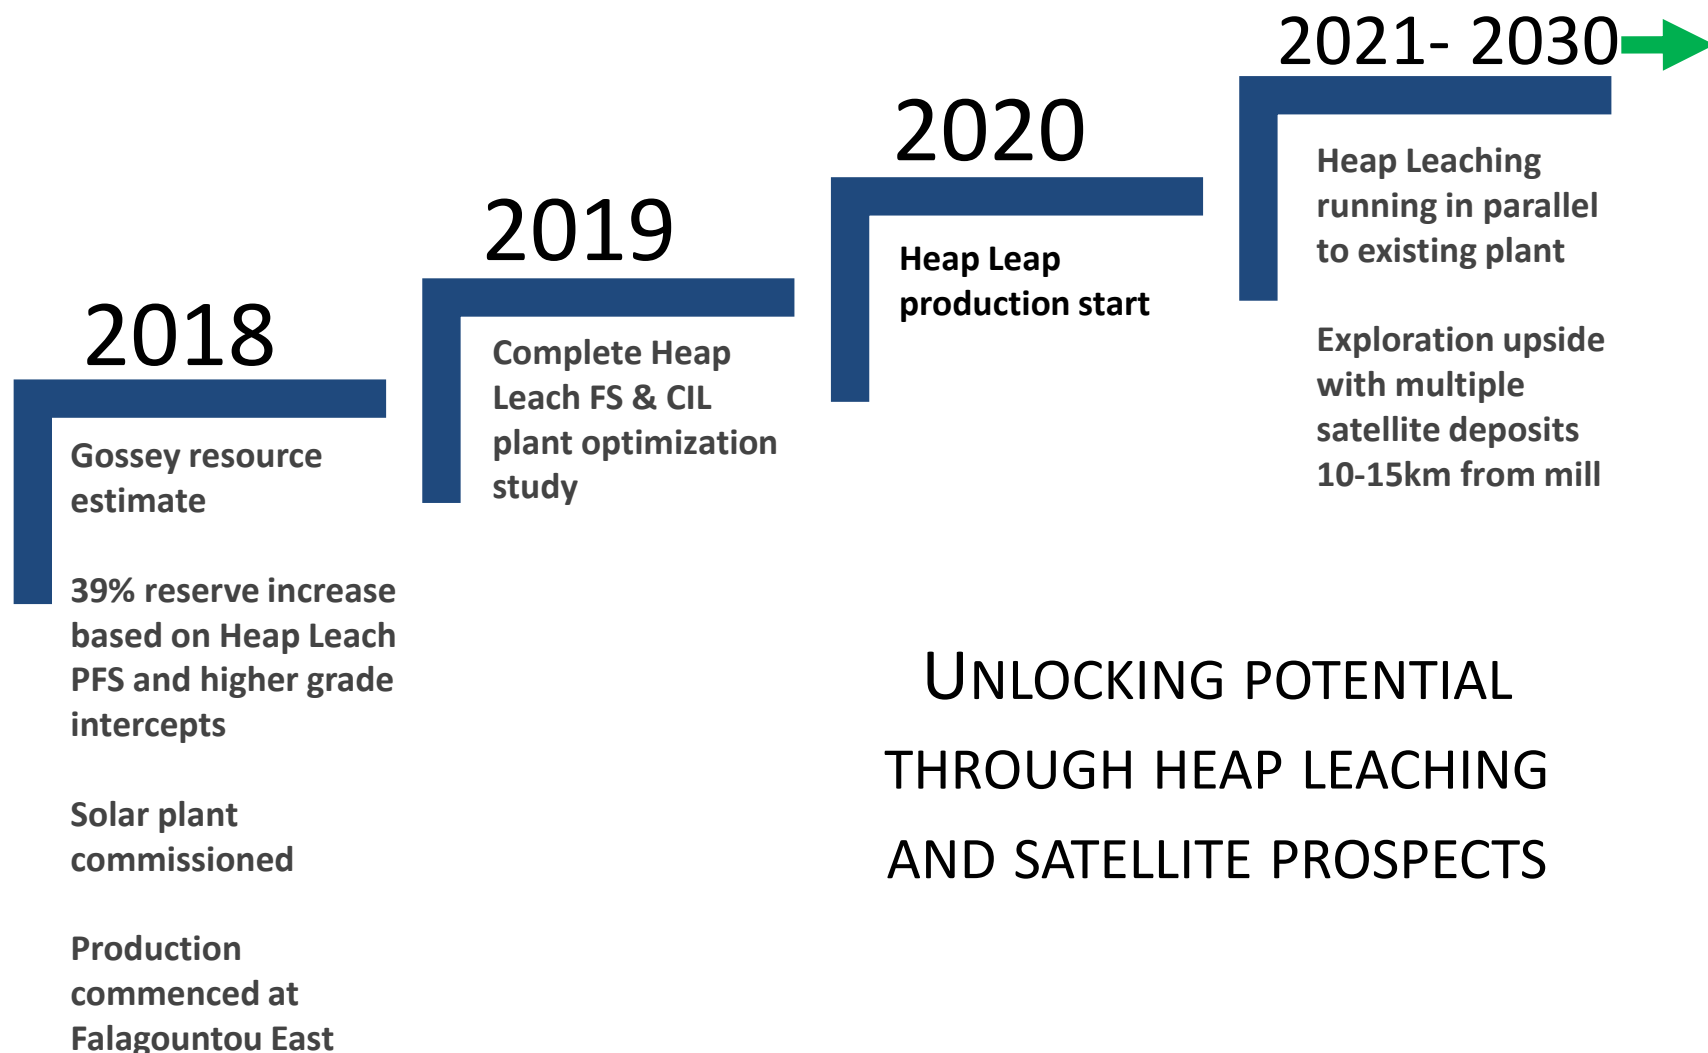 2018
Gossey resource
estimate
39% reserve increase
based on Heap Leach
PFS and higher grade
intercepts
Solar plant
commissioned
Production
commenced at
Falagountou East
2019
Complete Heap
Leach FS & CIL
plant optimization
study
2020
Heap Leap
production start
2021- 2030
Heap Leaching
running in parallel
to existing plant
Exploration upside
with multiple
satellite deposits
10-15km from mill
UNLOCKING POTENTIAL
THROUGH HEAP LEACHING
AND SATELLITE PROSPECTS